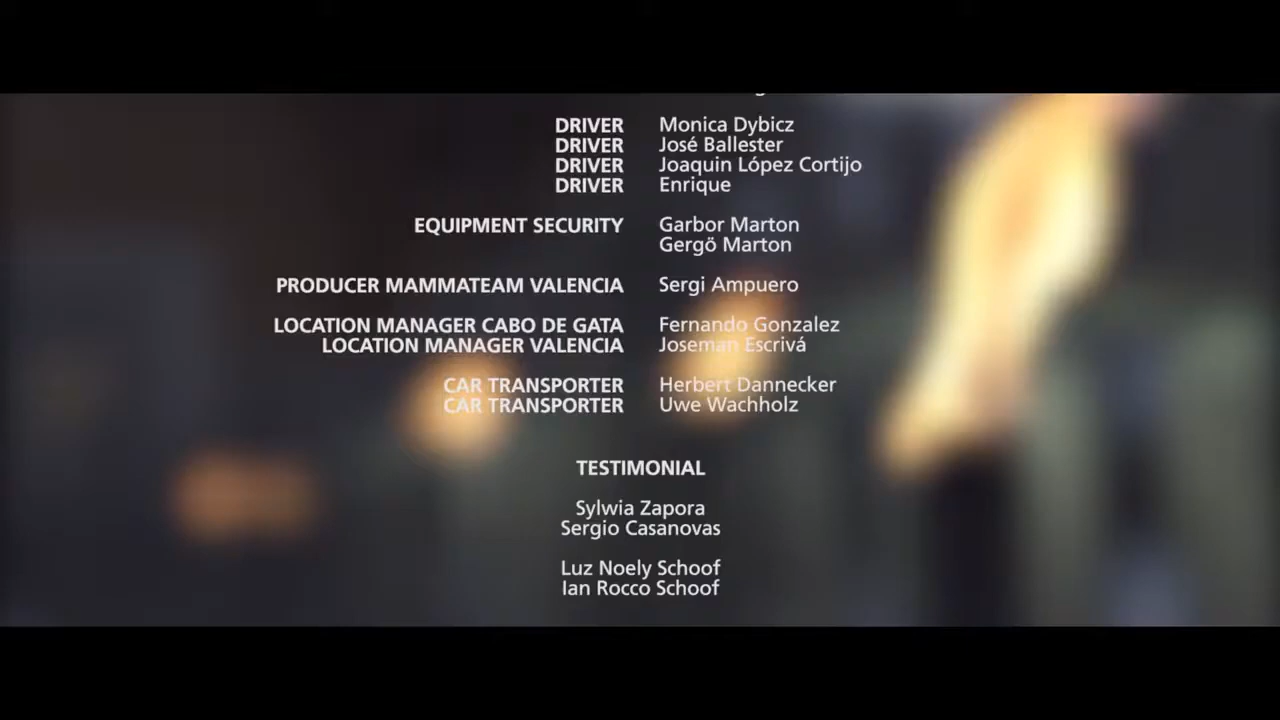 DRIVER Monica Dybicz
DRIVER José Ballester
DRIVER Joaquin López Cortijo
DRIVER Enrique
EQUIPMENT SECURITY Garbor Marton
Gergö Marton
PRODUCER MAMMATEAM VALENCIA Sergi Ampuero
LOCATION MANAGER CABO DE GATA Fernando Gonzalez
LOCATION MANAGER VALENCIA Joseman Escrivá
CAR TRANSPORTER Herbert Dannecker
CAR TRANSPORTER Uwe Wachholz
TESTIMONIAL
Sylwia Zapora
Sergio Casanovas
Luz Noely Schoof
Ian Rocco Schoof